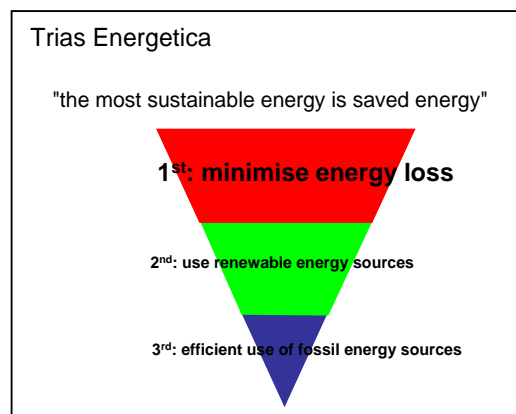 Trias Energetica
"the most sustainable energy is saved energy"
1st: minimise energy loss
2nd: use renewable energy sources
3rd: efficient use of fossil energy sources